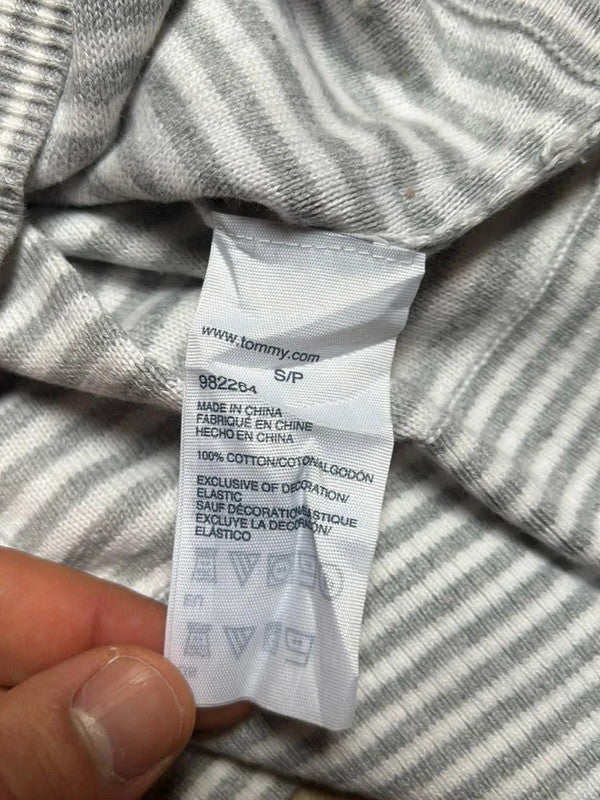 www.tommy.com
S/P
982264
MADE IN CHINA
FABRIQUÉ EN CHINE
HECHO EN CHINA
100% COTTON/COTON/ALGODÓN
EXCLUSIVE OF DECORATION/
ELASTIC
SAUF DÉCORATION/ÉLASTIQUE
EXCLUYE LA DECORACIÓN/
ELÁSTICO